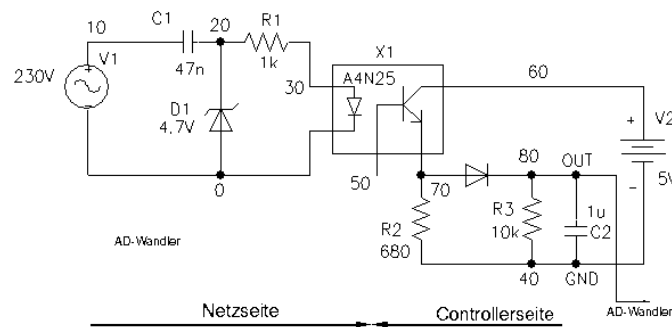 10
C1
20
R1
V1
47n
1k
X1
230V
30
A4N25
60
D1
4.7V
V2
+
0
50
70
80
OUT
-
5V
R2
680
R3
10k
1u
C2
40
GND
AD-Wandler
AD-Wandler
Netzseite
Controllerseite